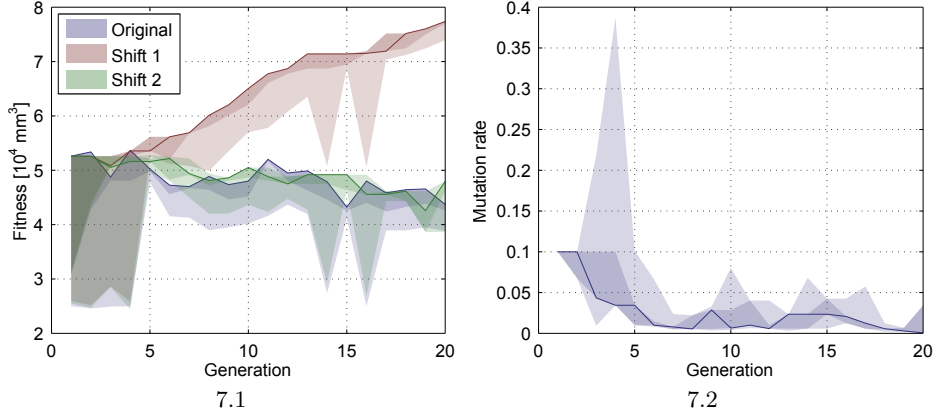 8
7
6
5
4
3
2
Fitness [10⁴ mm³]
Original
Shift 1
Shift 2
0 5 10 15 20
Generation
7.1
0.4
0.35
0.3
0.25
0.2
0.15
0.1
0.05
0
Mutation rate
0 5 10 15 20
Generation
7.2